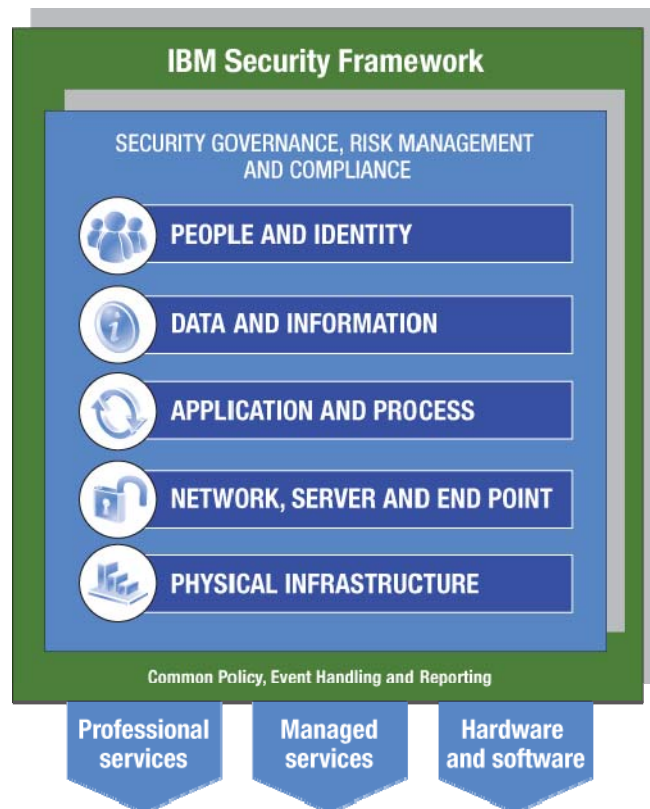 IBM Security Framework
SECURITY GOVERNANCE, RISK MANAGEMENT
AND COMPLIANCE
PEOPLE AND IDENTITY
i
DATA AND INFORMATION
APPLICATION AND PROCESS
NETWORK, SERVER AND END POINT
PHYSICAL INFRASTRUCTURE
Common Policy, Event Handling and Reporting
Professional
services
Managed
services
Hardware
and software